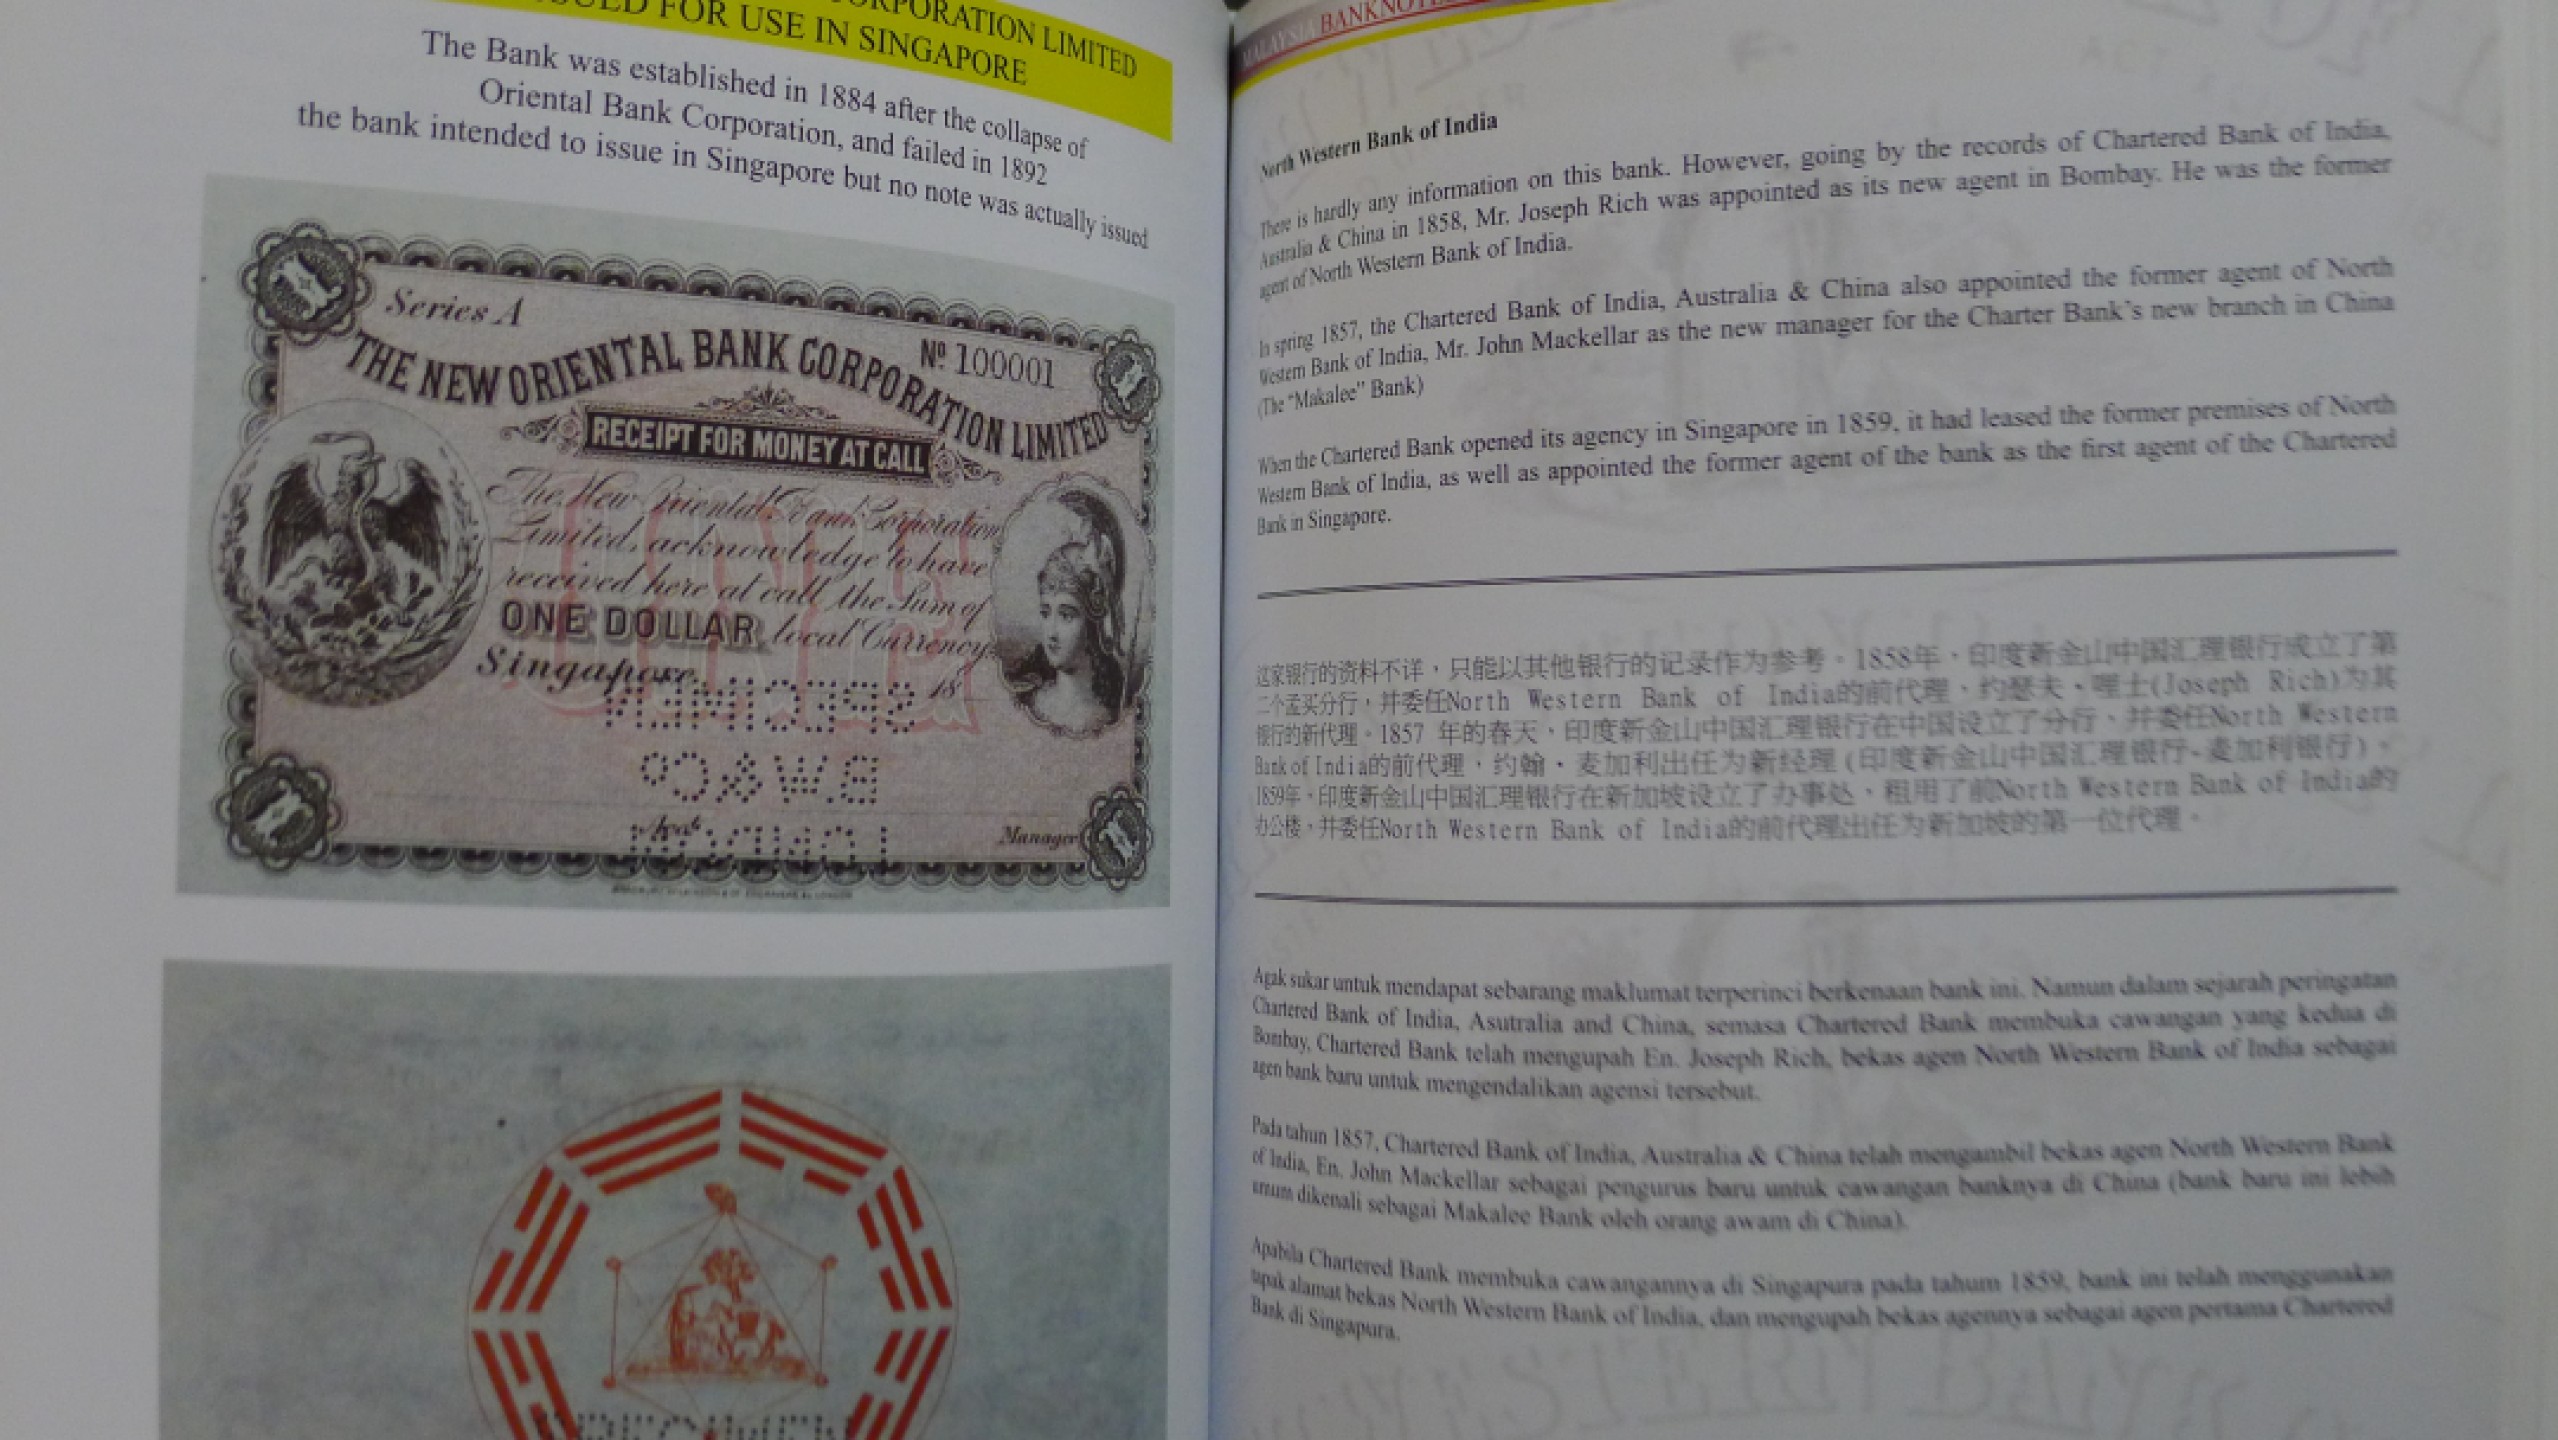 CORPORATION LIMITED
ISSUED FOR USE IN SINGAPORE
The Bank was established in 1884 after the collapse of
Oriental Bank Corporation, and failed in 1892
the bank intended to issue in Singapore but no note was actually issued
Series A
No 100001
THE NEW ORIENTAL BANK CORPORATION LIMITED
RECEIPT FOR MONEY AT CALL
The New Oriental Bank Corporation
Limited, acknowledge to have
received here at call the Sum of
ONE DOLLAR local Currency
Singapore 18
SPECIMEN
B.W.&CO
LONDON
Manager
SPECIMEN
MALAYSIA BANKNOTES
North Western Bank of India
There is hardly any information on this bank. However, going by the records of Chartered Bank of India,
Australia & China in 1858, Mr. Joseph Rich was appointed as its new agent in Bombay. He was the former
agent of North Western Bank of India.
In spring 1857, the Chartered Bank of India, Australia & China also appointed the former agent of North
Western Bank of India, Mr. John Mackellar as the new manager for the Charter Bank's new branch in China
(The "Makalee" Bank)
When the Chartered Bank opened its agency in Singapore in 1859, it had leased the former premises of North
Western Bank of India, as well as appointed the former agent of the bank as the first agent of the Chartered
Bank in Singapore.
这家银行的资料不详，只能以其他银行的记录作为参考。1858年，印度新金山中国汇理银行成立了第
二个孟买分行，并委任North Western Bank of India的前代理，约瑟夫、哩士(Joseph Rich)为其
银行的新代理。1857 年的春天，印度新金山中国汇理银行在中国设立了分行，并委任North Western
Bank of India的前代理，约翰·麦加利出任为新经理(印度新金山中国汇理银行-麦加利银行)，
1859年，印度新金山中国汇理银行在新加坡设立了办事处，租用了前North Western Bank of India的
办公楼，并委任North Western Bank of India的前代理出任为新加坡的第一位代理。
Agak sukar untuk mendapat sebarang maklumat terperinci berkenaan bank ini. Namun dalam sejarah peringatan
Chartered Bank of India, Asutralia and China, semasa Chartered Bank membuka cawangan yang kedua di
Bombay, Chartered Bank telah mengupah En. Joseph Rich, bekas agen North Western Bank of India sebagai
agen bank baru untuk mengendalikan agensi tersebut.
Pada tahun 1857, Chartered Bank of India, Australia & China telah mengambil bekas agen North Western Bank
of India, En. John Mackellar sebagai pengurus baru untuk cawangan banknya di China (bank baru ini lebih
umum dikenali sebagai Makalee Bank oleh orang awam di China).
Apabila Chartered Bank membuka cawangannya di Singapura pada tahum 1859, bank ini telah menggunakan
tapak alamat bekas North Western Bank of India, dan mengupah bekas agennya sebagai agen pertama Chartered
Bank di Singapura.